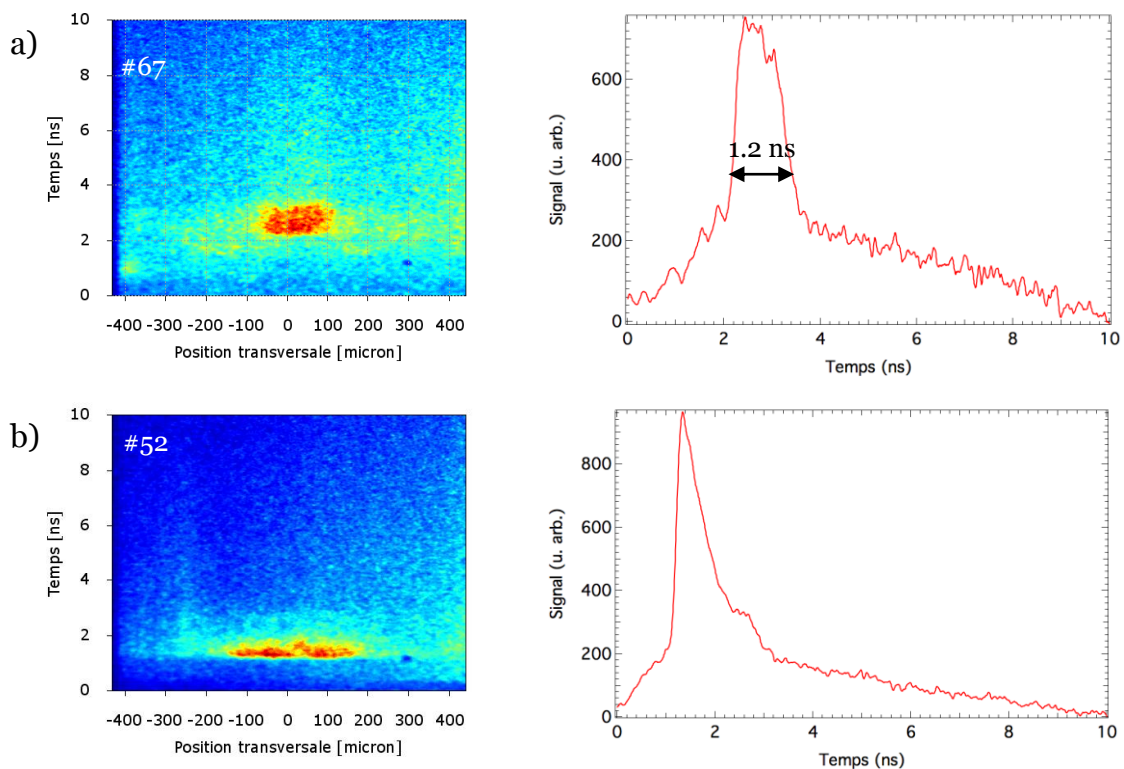 a)
#67
Temps [ns]
10
8
6
4
2
0
-400 -300 -200 -100 0 100 200 300 400
Position transversale [micron]
Signal (u. arb.)
600
400
200
0
1.2 ns
0 2 4 6 8 10
Temps (ns)
b)
#52
Temps [ns]
10
8
6
4
2
0
-400 -300 -200 -100 0 100 200 300 400
Position transversale [micron]
Signal (u. arb.)
800
600
400
200
0
0 2 4 6 8 10
Temps (ns)